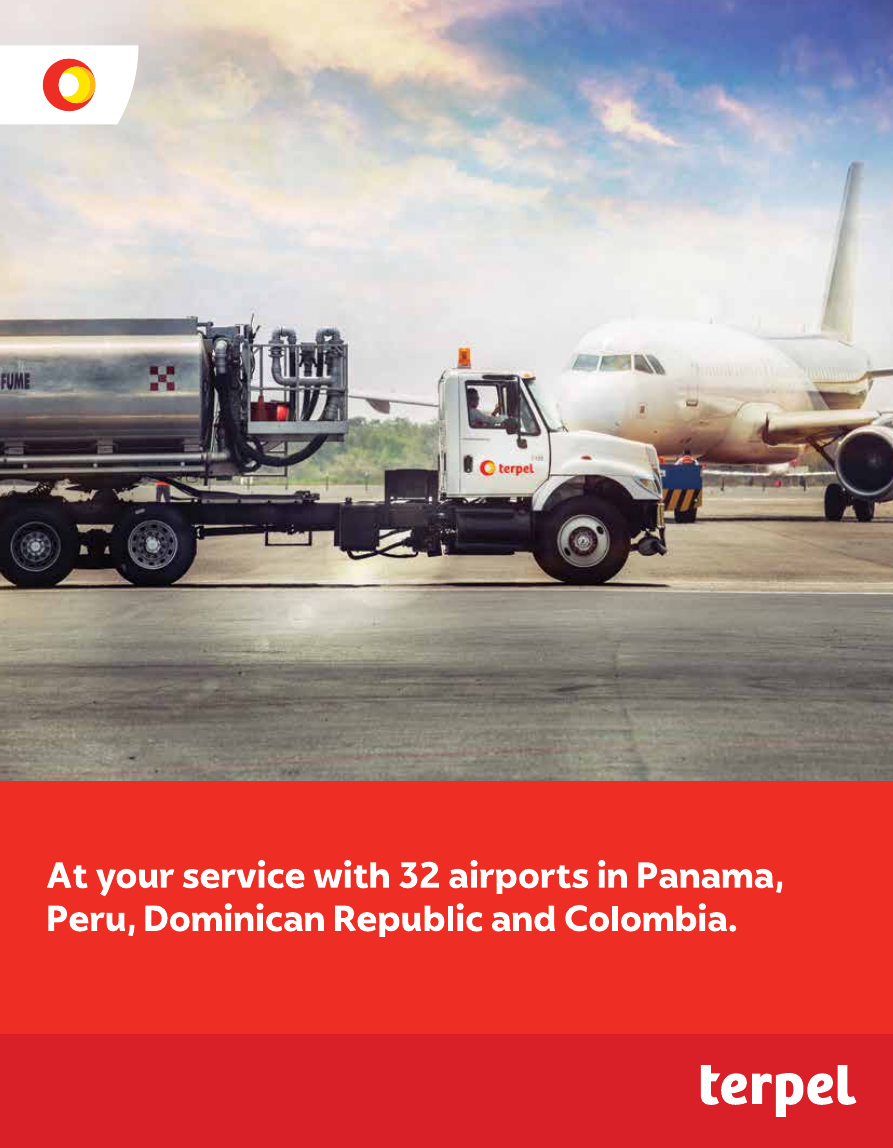 FUME
terpel
At your service with 32 airports in Panama,
Peru, Dominican Republic and Colombia.
terpel